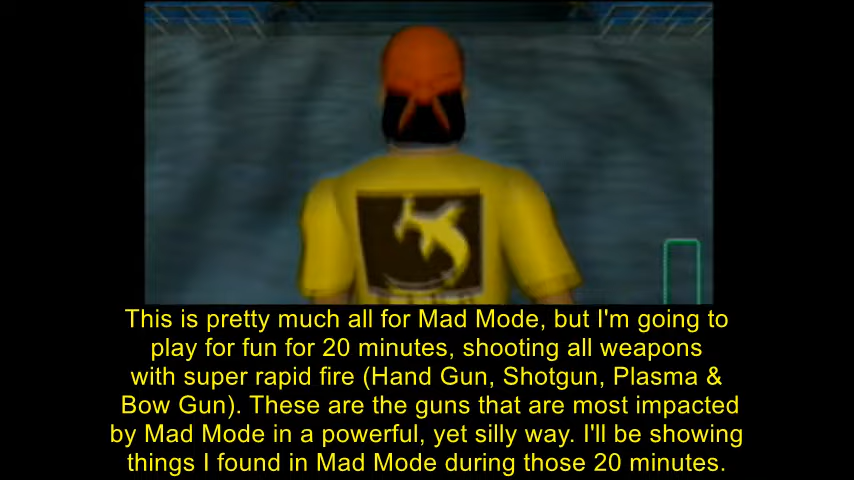 This is pretty much all for Mad Mode, but I'm going to
play for fun for 20 minutes, shooting all weapons
with super rapid fire (Hand Gun, Shotgun, Plasma &
Bow Gun). These are the guns that are most impacted
by Mad Mode in a powerful, yet silly way. I'll be showing
things I found in Mad Mode during those 20 minutes.